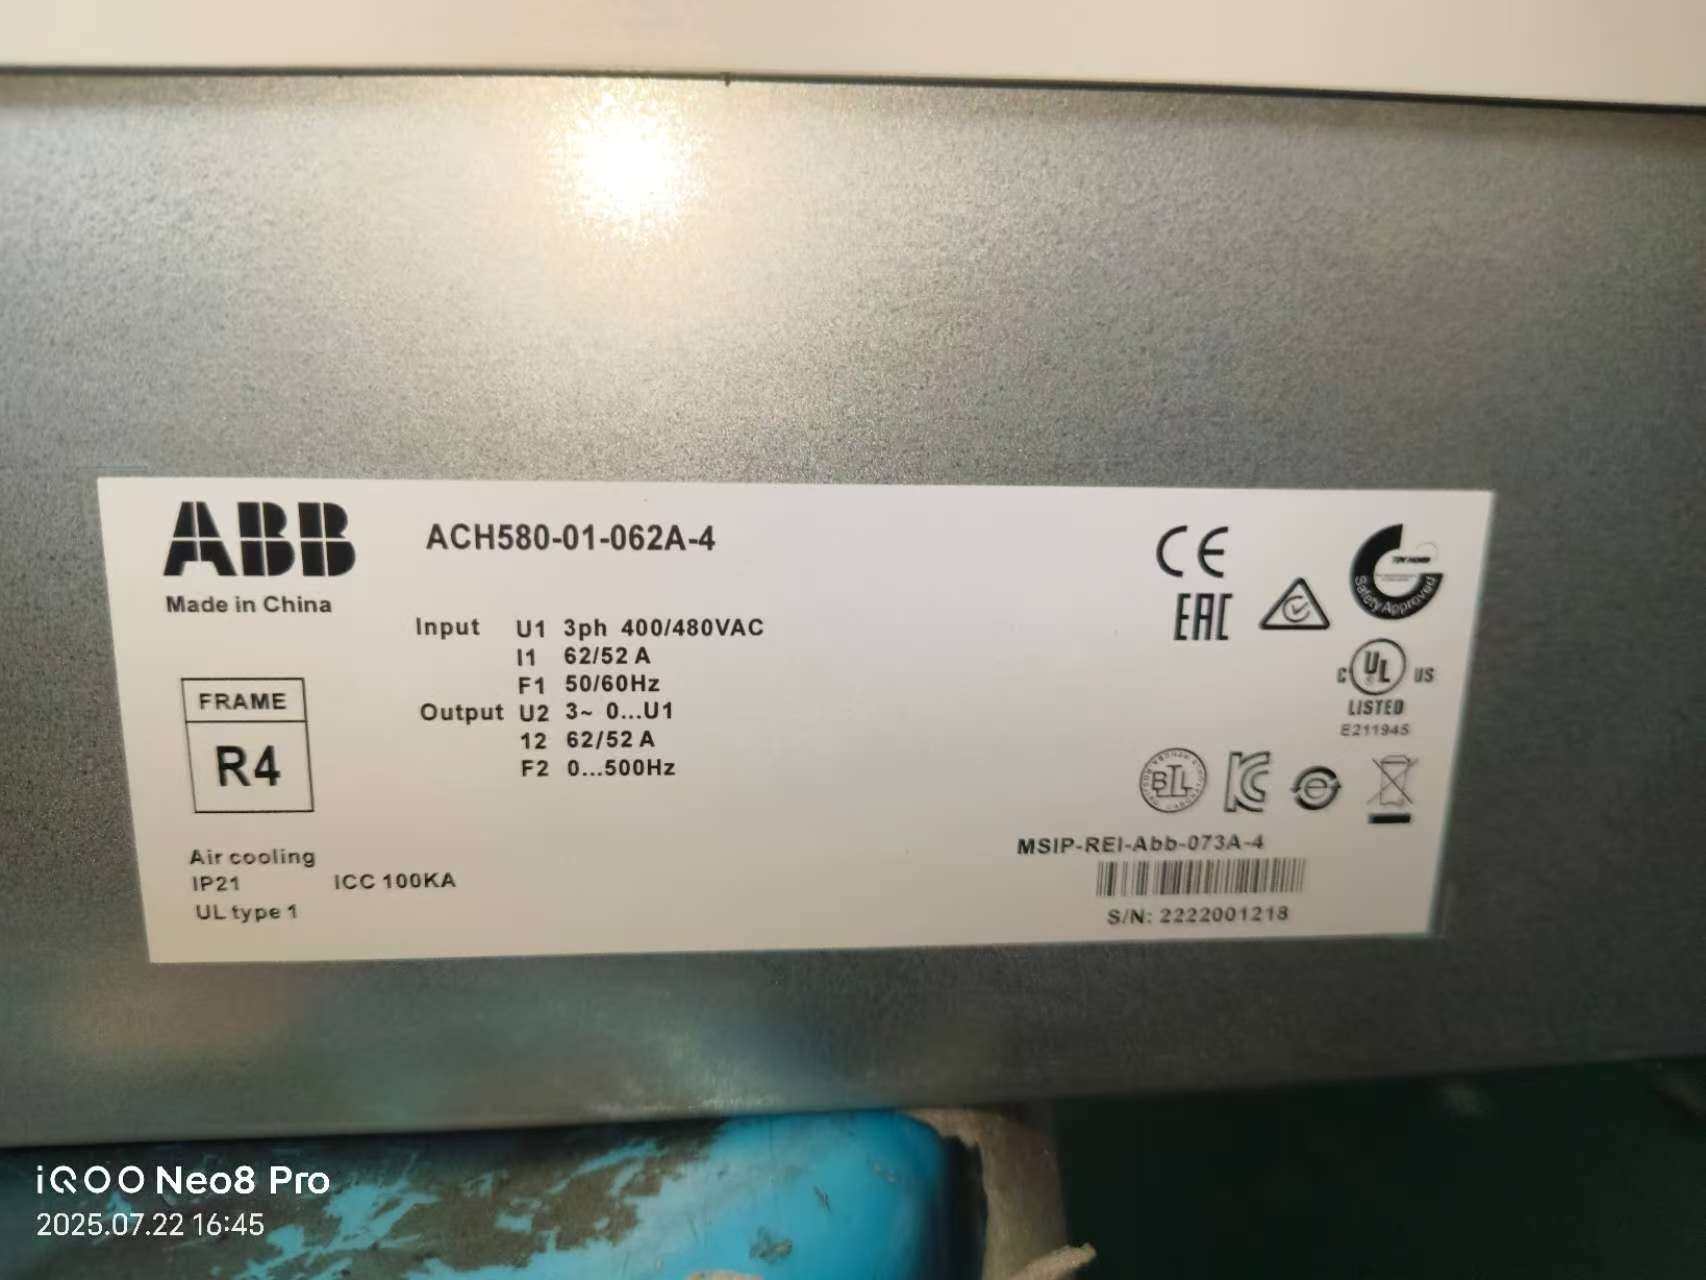 ABB
Made in China
ACH580-01-062A-4
Input U1 3ph 400/480VAC
I1 62/52 A
F1 50/60Hz
Output U2 3~ 0...U1
12 62/52 A
F2 0...500Hz
FRAME
R4
Air cooling
IP21
ICC 100KA
UL type 1
CE
EAC
Safety Approved
C UL US
LISTED
E211945
BTL
MSIP-REI-Abb-073A-4
S/N: 2222001218
iQOO Neo8 Pro
2025.07.22 16:45